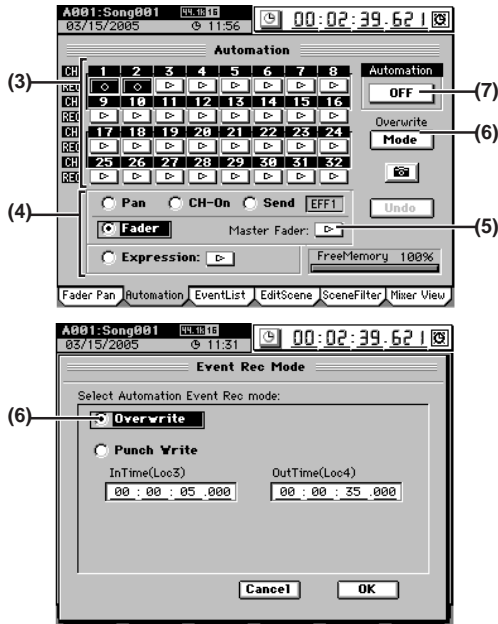 A001:Song001 44.1k 16
03/15/2005 11:56 00:02:39.621
Automation
(3)
CH 1 2 3 4 5 6 7 8
REC
CH 9 10 11 12 13 14 15 16
REC
CH 17 18 19 20 21 22 23 24
REC
CH 25 26 27 28 29 30 31 32
REC
Automation
OFF
(7)
Overwrite
Mode
(6)
Undo
(4)
Pan CH-On Send EFF1
Fader Master Fader:
(5)
Expression: FreeMemory 100%
Fader Pan Automation EventList EditScene SceneFilter Mixer View
A001:Song001 44.1k 16
03/15/2005 11:31 00:02:39.621
Event Rec Mode
Select Automation Event Rec mode:
(6)
Overwrite
Punch Write
InTime(Loc3) OutTime(Loc4)
00 : 00 : 05 .000 00 : 00 : 35 .000
Cancel OK